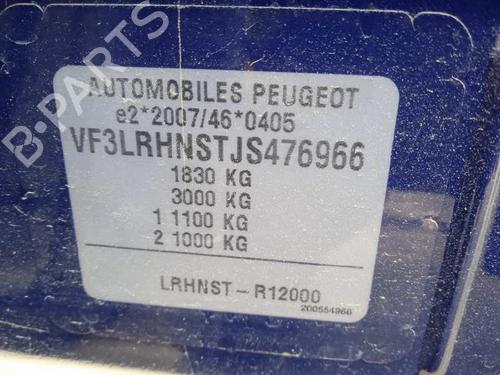 B-PARTS
AUTOMOBILES PEUGEOT
e2*2007/46*0405
VF3LRHNSTJS476966
1830 KG
3000 KG
1 1100 KG
2 1000 KG
LRHNST-R12000
200554966